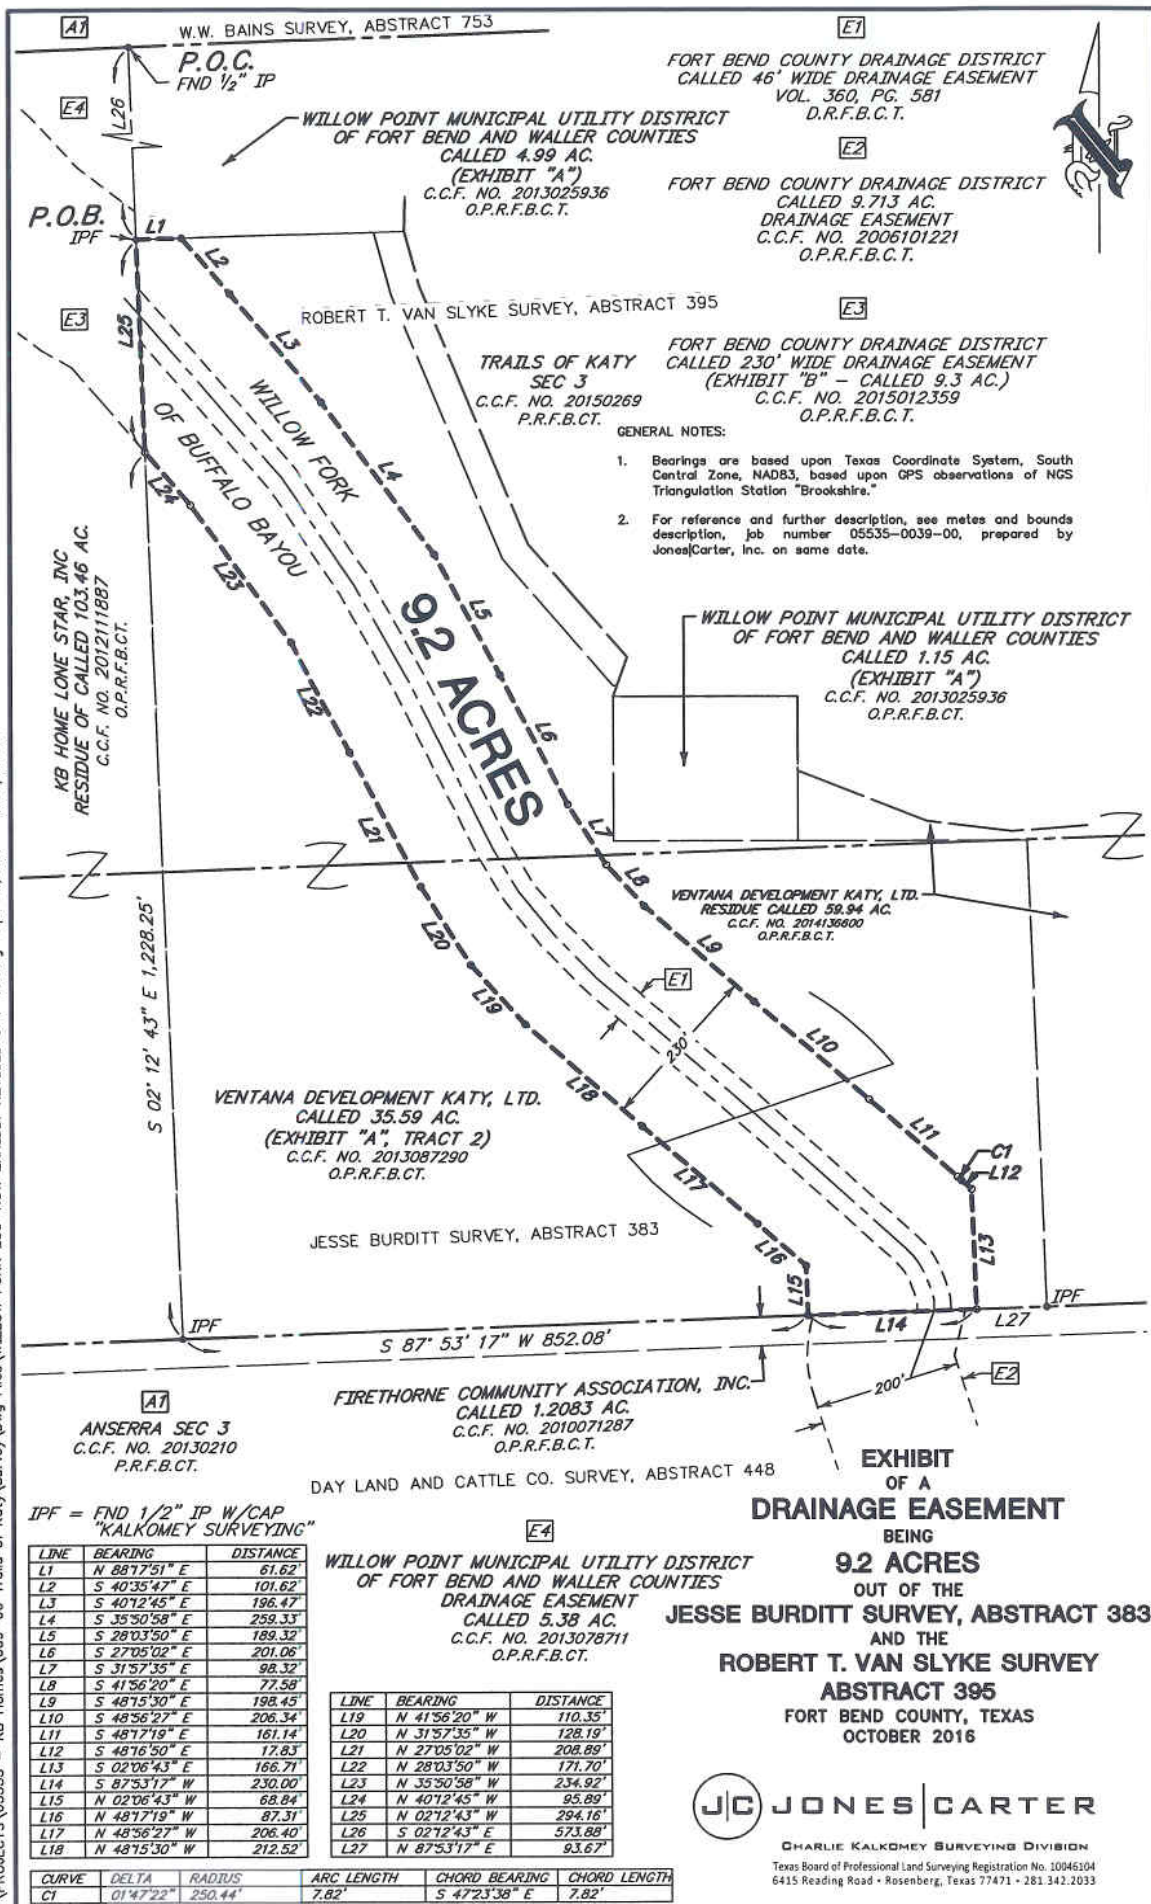 A1
W.W. BAINS SURVEY, ABSTRACT 753
P.O.C.
FND 1/2" IP
L26
E4
WILLOW POINT MUNICIPAL UTILITY DISTRICT
OF FORT BEND AND WALLER COUNTIES
CALLED 4.99 AC.
(EXHIBIT "A")
C.C.F. NO. 2013025936
O.P.R.F.B.C.T.
E1
FORT BEND COUNTY DRAINAGE DISTRICT
CALLED 46' WIDE DRAINAGE EASEMENT
VOL. 360, PG. 581
D.R.F.B.C.T.
E2
FORT BEND COUNTY DRAINAGE DISTRICT
CALLED 9.713 AC.
DRAINAGE EASEMENT
C.C.F. NO. 2006101221
O.P.R.F.B.C.T.
E3
FORT BEND COUNTY DRAINAGE DISTRICT
CALLED 230' WIDE DRAINAGE EASEMENT
(EXHIBIT "B" – CALLED 9.3 AC.)
C.C.F. NO. 2015012359
O.P.R.F.B.C.T.
P.O.B.
IPF
L1
L2
L3
ROBERT T. VAN SLYKE SURVEY, ABSTRACT 395
E3
L25
TRAILS OF KATY
SEC 3
C.C.F. NO. 20150269
P.R.F.B.CT.
WILLOW FORK
OF BUFFALO BAYOU
L4
L24
L23
GENERAL NOTES:
1. Bearings are based upon Texas Coordinate System, South
Central Zone, NAD83, based upon GPS observations of NGS
Triangulation Station "Brookshire."
2. For reference and further description, see metes and bounds
description, job number 05535–0039–00, prepared by
Jones|Carter, Inc. on same date.
KB HOME LONE STAR, INC
RESIDUE OF CALLED 103.46 AC.
C.C.F. NO. 2012111887
O.P.R.F.B.CT.
9.2 ACRES
L5
L6
L7
L8
L22
L21
WILLOW POINT MUNICIPAL UTILITY DISTRICT
OF FORT BEND AND WALLER COUNTIES
CALLED 1.15 AC.
(EXHIBIT "A")
C.C.F. NO. 2013025936
O.P.R.F.B.CT.
VENTANA DEVELOPMENT KATY, LTD.
RESIDUE CALLED 59.94 AC.
C.C.F. NO. 2014136600
O.P.R.F.B.C.T.
S 02° 12' 43" E 1,228.25'
L20
L19
L9
E1
230'
L10
L18
L11
C1
L12
VENTANA DEVELOPMENT KATY, LTD.
CALLED 35.59 AC.
(EXHIBIT "A", TRACT 2)
C.C.F. NO. 2013087290
O.P.R.F.B.CT.
L17
JESSE BURDITT SURVEY, ABSTRACT 383
L16
L15
L13
IPF
S 87° 53' 17" W 852.08'
L14
L27
IPF
E2
200'
A1
ANSERRA SEC 3
C.C.F. NO. 20130210
P.R.F.B.CT.
FIRETHORNE COMMUNITY ASSOCIATION, INC.
CALLED 1.2083 AC.
C.C.F. NO. 2010071287
O.P.R.F.B.C.T.
DAY LAND AND CATTLE CO. SURVEY, ABSTRACT 448
IPF = FND 1/2" IP W/CAP
"KALKOMEY SURVEYING"
LINE BEARING DISTANCE
L1 N 88°17'51" E 61.62'
L2 S 40°35'47" E 101.62'
L3 S 40°12'45" E 196.47'
L4 S 35°50'58" E 259.33'
L5 S 28°03'50" E 189.32'
L6 S 27°05'02" E 201.06'
L7 S 31°57'35" E 98.32'
L8 S 41°56'20" E 77.58'
L9 S 48°15'30" E 198.45'
L10 S 48°56'27" E 206.34'
L11 S 48°17'19" E 161.14'
L12 S 48°16'50" E 17.83'
L13 S 02°06'43" E 166.71'
L14 S 87°53'17" W 230.00'
L15 N 02°06'43" W 68.84'
L16 N 48°17'19" W 87.31'
L17 N 48°56'27" W 206.40'
L18 N 48°15'30" W 212.52'
E4
WILLOW POINT MUNICIPAL UTILITY DISTRICT
OF FORT BEND AND WALLER COUNTIES
DRAINAGE EASEMENT
CALLED 5.38 AC.
C.C.F. NO. 2013078711
O.P.R.F.B.C.T.
LINE BEARING DISTANCE
L19 N 41°56'20" W 110.35'
L20 N 31°57'35" W 128.19'
L21 N 27°05'02" W 208.89'
L22 N 28°03'50" W 171.70'
L23 N 35°50'58" W 234.92'
L24 N 40°12'45" W 95.89'
L25 N 02°12'43" W 294.16'
L26 S 02°12'43" E 573.88'
L27 N 87°53'17" E 93.67'
CURVE DELTA RADIUS ARC LENGTH CHORD BEARING CHORD LENGTH
C1 01°47'22" 250.44' 7.82' S 47°23'38" E 7.82'
EXHIBIT
OF A
DRAINAGE EASEMENT
BEING
9.2 ACRES
OUT OF THE
JESSE BURDITT SURVEY, ABSTRACT 383
AND THE
ROBERT T. VAN SLYKE SURVEY
ABSTRACT 395
FORT BEND COUNTY, TEXAS
OCTOBER 2016
J|C JONES|CARTER
CHARLIE KALKOMEY SURVEYING DIVISION
Texas Board of Professional Land Surveying Registration No. 10046104
6415 Reading Road • Rosenberg, Texas 77471 • 281.342.2033